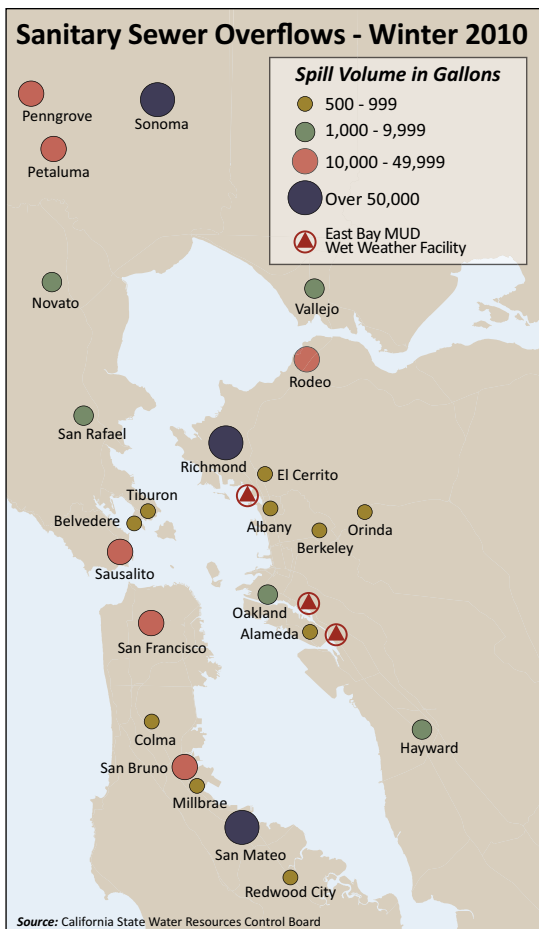 Sanitary Sewer Overflows - Winter 2010
Spill Volume in Gallons
500 - 999
1,000 - 9,999
10,000 - 49,999
Over 50,000
East Bay MUD
Wet Weather Facility
Penngrove
Sonoma
Petaluma
Novato
Vallejo
Rodeo
San Rafael
Richmond
El Cerrito
Tiburon
Belvedere
Albany
Orinda
Berkeley
Sausalito
Oakland
Alameda
San Francisco
Colma
Hayward
San Bruno
Millbrae
San Mateo
Redwood City
Source: California State Water Resources Control Board